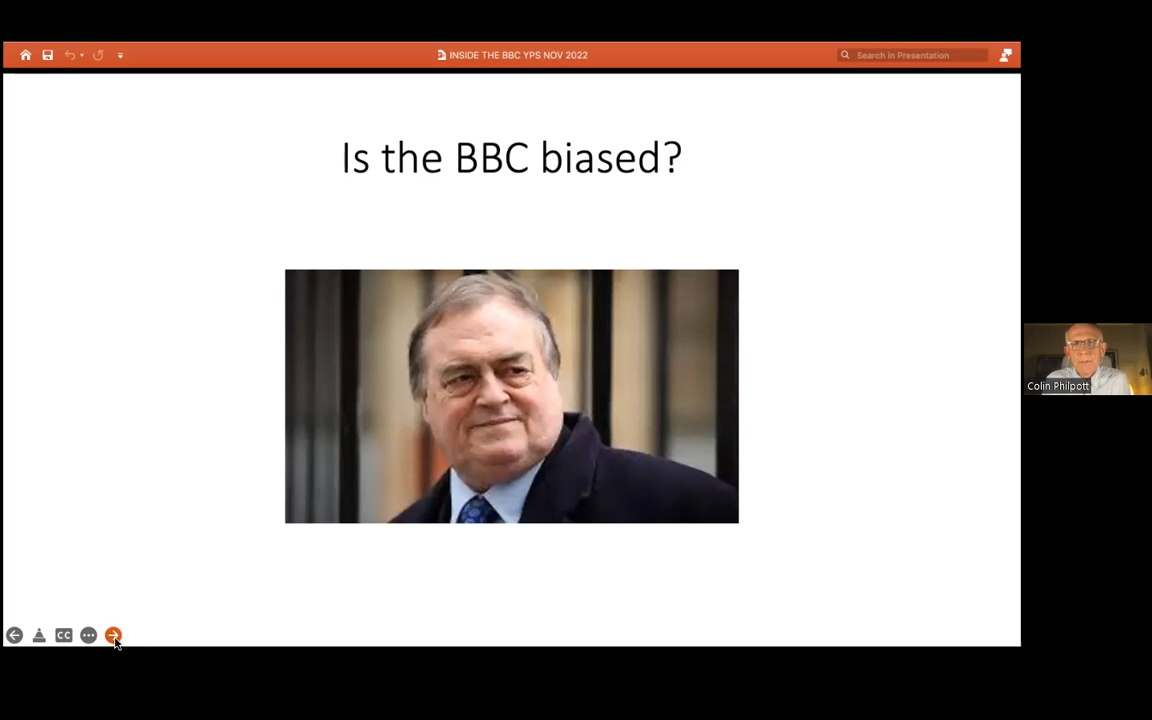 INSIDE THE BBC YPS NOV 2022
Search in Presentation
Is the BBC biased?
Colin Philpott
CC